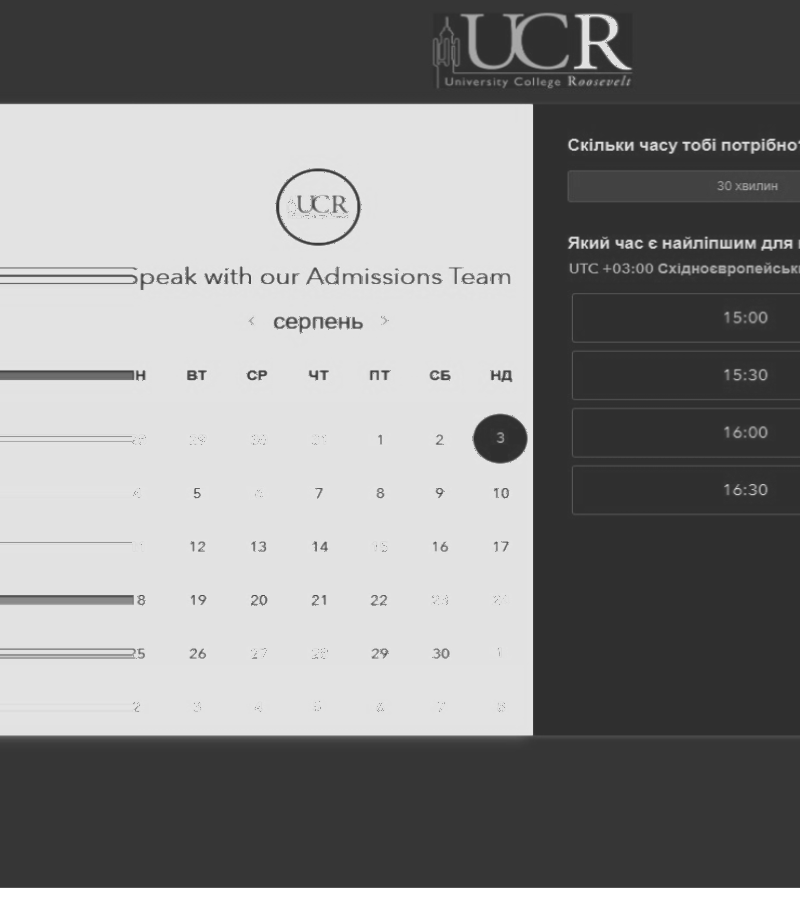 UCR
University College Roosevelt
UCR
Speak with our Admissions Team
‹ серпень ›
Н ВТ СР ЧТ ПТ СБ НД
29 30 31 1 2 3
4 5 6 7 8 9 10
12 13 14 15 16 17
8 19 20 21 22 23
25 26 27 28 29 30 1
2 3 4 5 6 7 8
Скільки часу тобі потрібно?
30 хвилин
Який час є найліпшим для
UTC +03:00 Східноєвропейськ
15:00
15:30
16:00
16:30